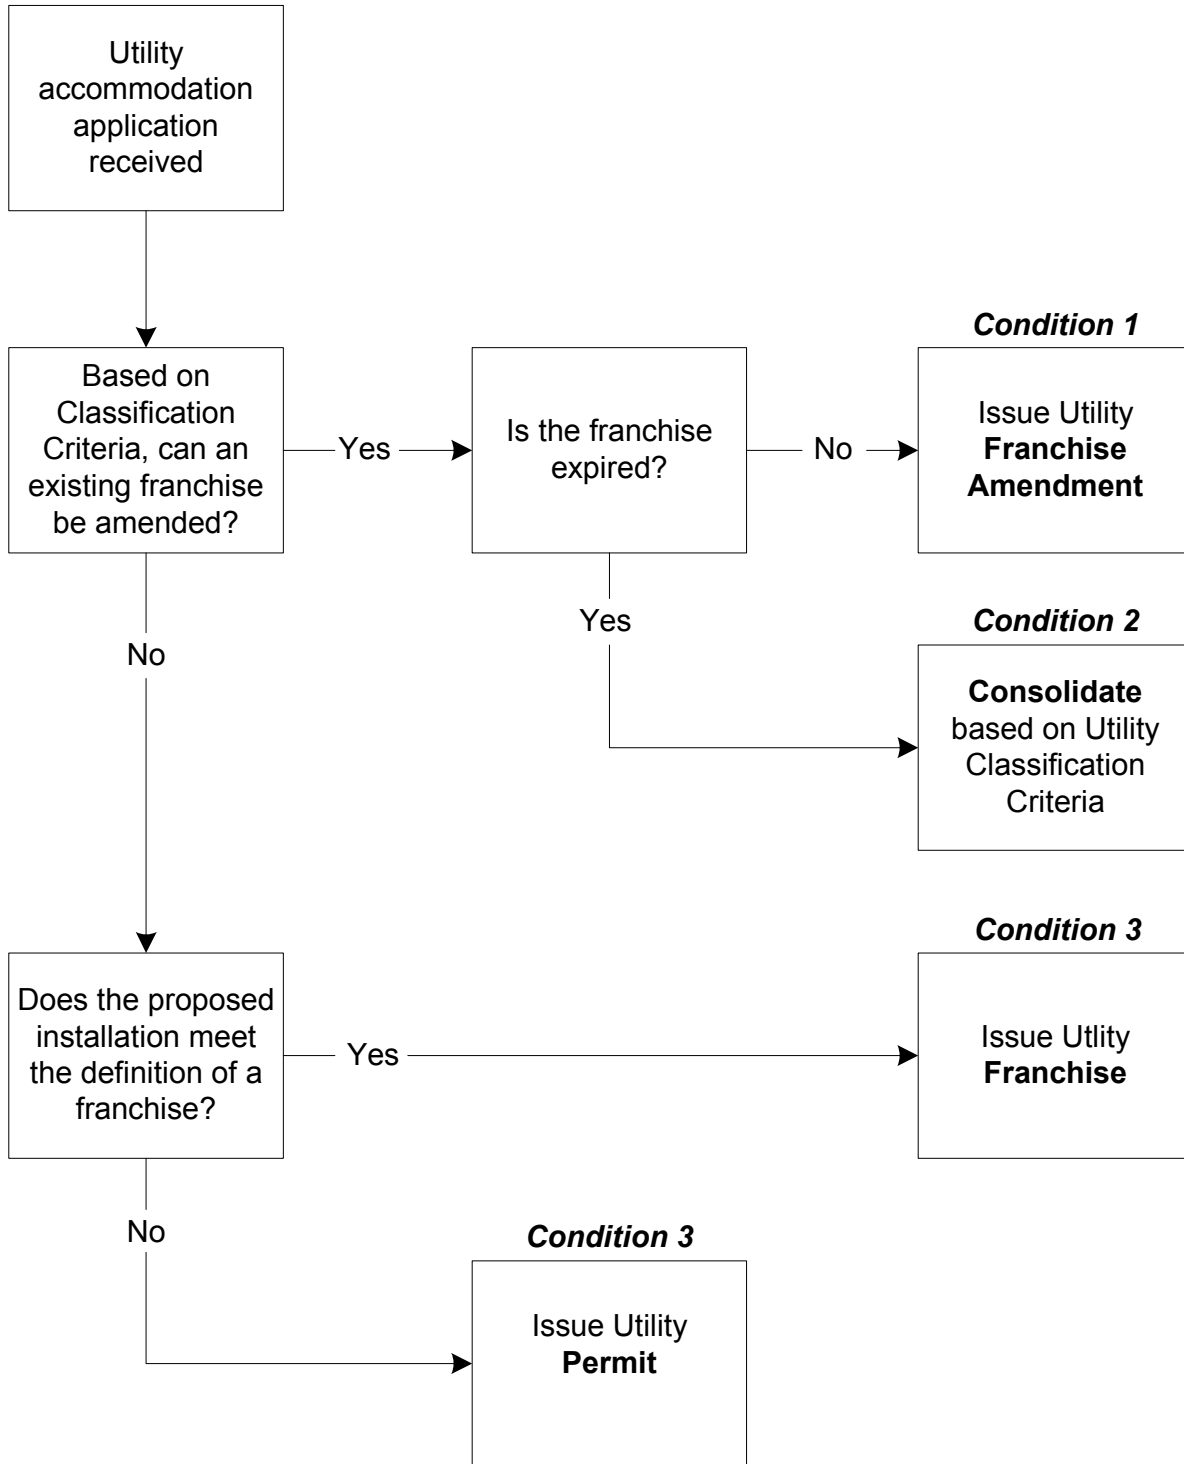 Utility
accommodation
application
received
Based on
Classification
Criteria, can an
existing franchise
be amended?
Yes
Is the franchise
expired?
No
Condition 1
Issue Utility
Franchise
Amendment
Yes
Condition 2
Consolidate
based on Utility
Classification
Criteria
No
Does the proposed
installation meet
the definition of a
franchise?
Yes
Condition 3
Issue Utlity
Franchise
No
Condition 3
Issue Utility
Permit